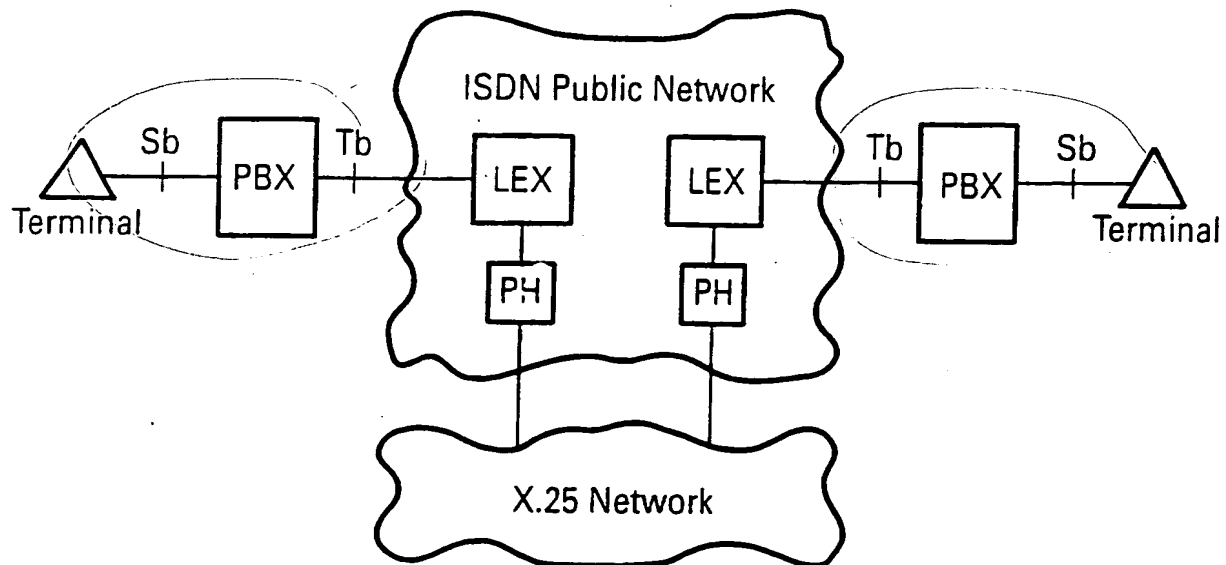 ISDN Public Network
Sb
Tb
Tb
Sb
PBX
LEX
LEX
PBX
Terminal
Terminal
PH
PH
X.25 Network